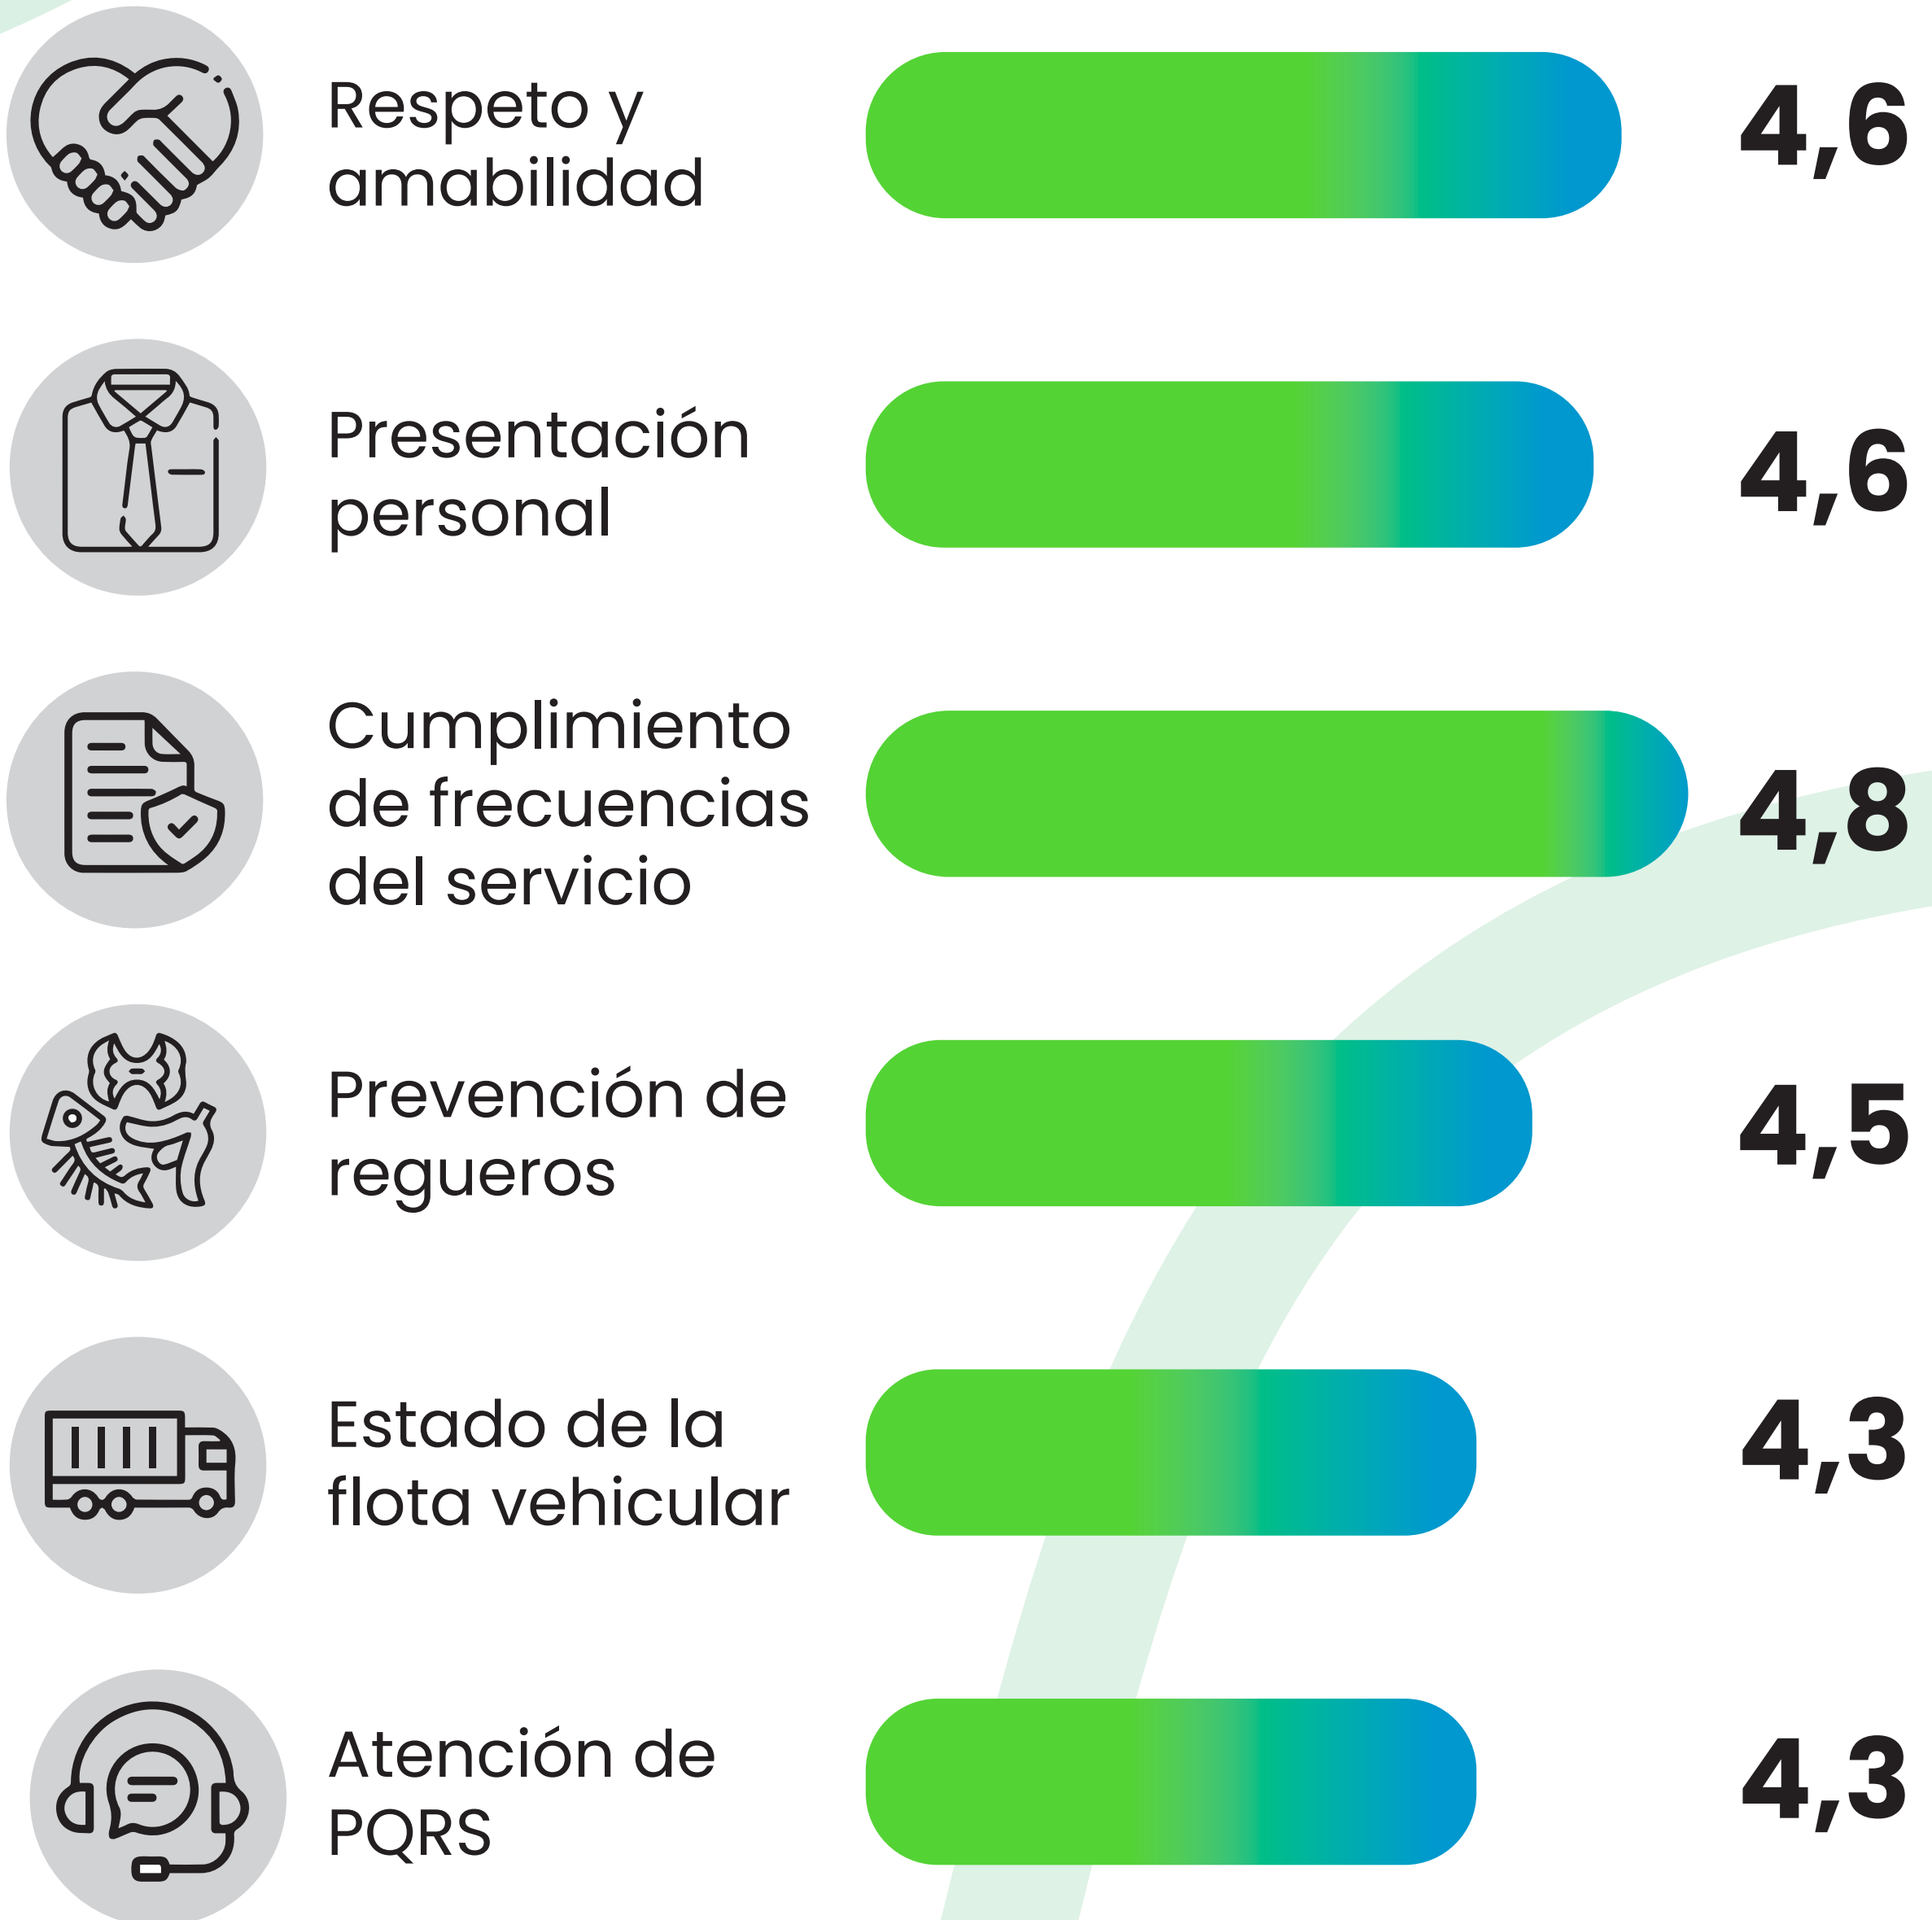 Respeto y
amabilidad
4,6
Presentación
personal
4,6
Cumplimiento
de frecuencias
del servicio
4,8
Prevención de
regueros
4,5
Estado de la
flota vehicular
4,3
Atención de
PQRS
4,3